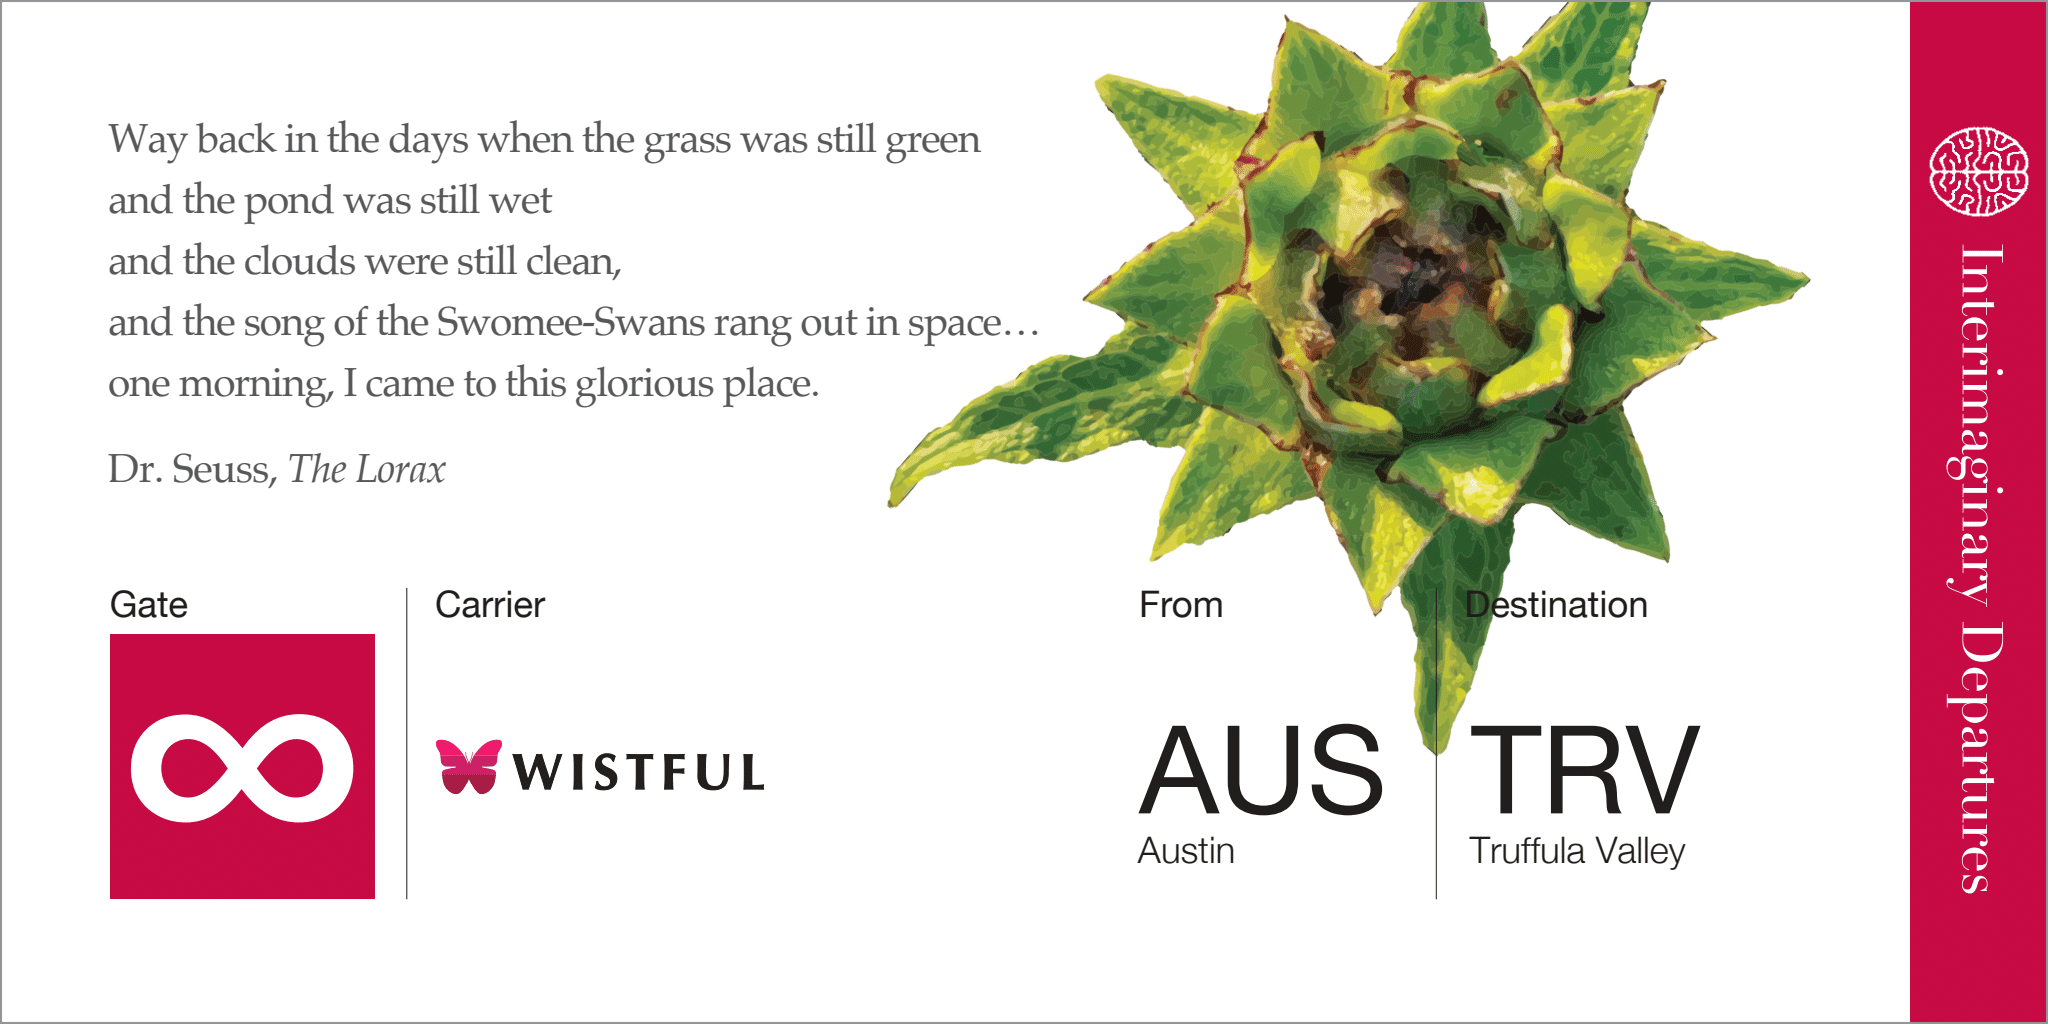 Way back in the days when the grass was still green
and the pond was still wet
and the clouds were still clean,
and the song of the Swomee-Swans rang out in space…
one morning, I came to this glorious place.
Dr. Seuss, The Lorax
Gate
Carrier
WISTFUL
From
AUS
Austin
Destination
TRV
Truffula Valley
Interimaginary Departures